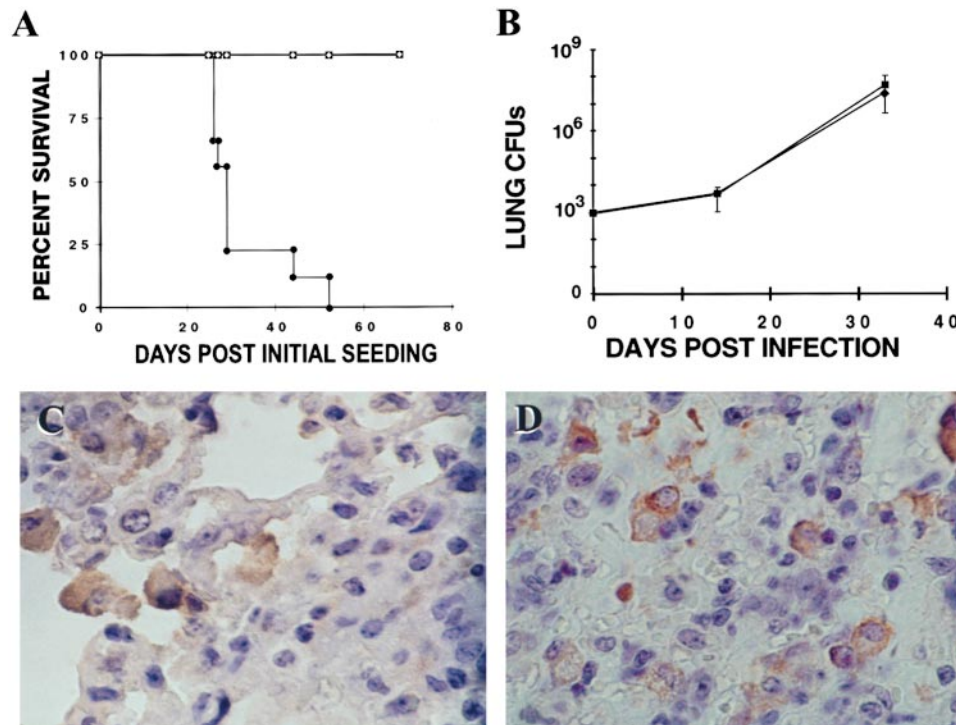 A
100
75
50
25
0
PERCENT SURVIVAL
0 20 40 60 80
DAYS POST INITIAL SEEDING
B
10⁹
10⁶
10³
0
LUNG CFUs
0 10 20 30 40
DAYS POST INFECTION
C
D